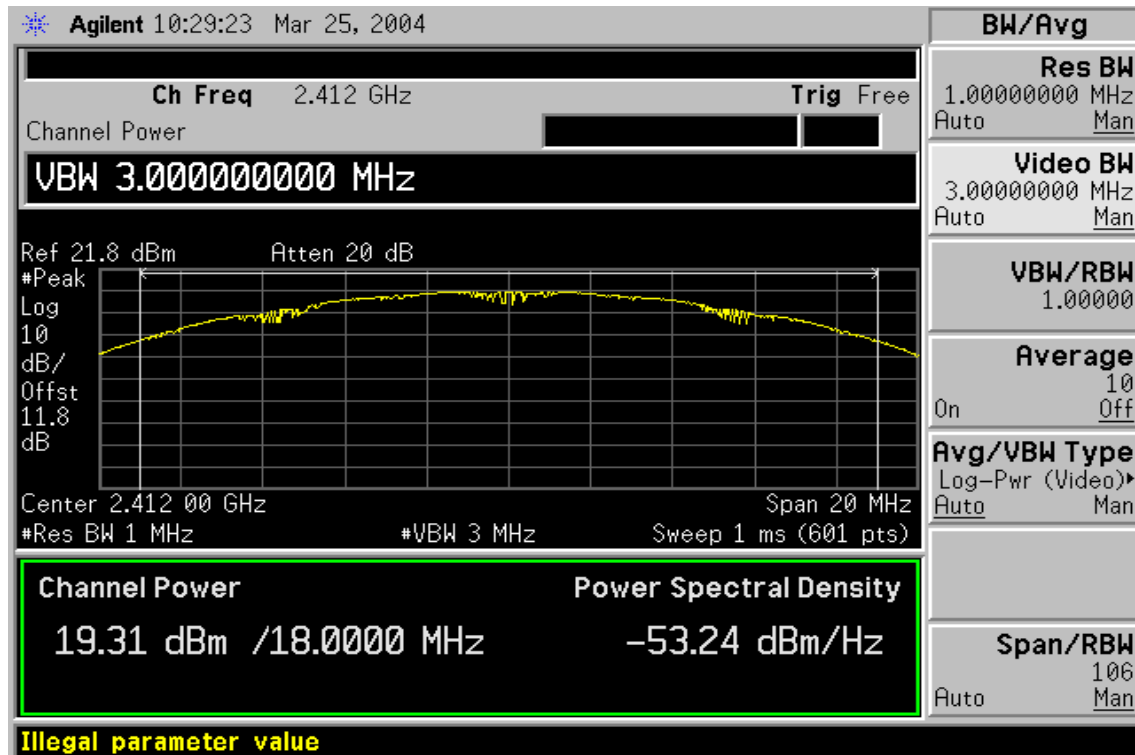 Agilent 10:29:23 Mar 25, 2004
Ch Freq 2.412 GHz Trig Free
Channel Power
VBW 3.000000000 MHz
Ref 21.8 dBm Atten 20 dB
#Peak
Log
10
dB/
Offst
11.8
dB
Center 2.412 00 GHz Span 20 MHz
#Res BW 1 MHz #VBW 3 MHz Sweep 1 ms (601 pts)
Channel Power Power Spectral Density
19.31 dBm /18.0000 MHz -53.24 dBm/Hz
Illegal parameter value
BW/Avg
Res BW
1.00000000 MHz
Auto Man
Video BW
3.00000000 MHz
Auto Man
VBW/RBW
1.00000
Average
10
On Off
Avg/VBW Type
Log-Pwr (Video)
Auto Man
Span/RBW
106
Auto Man